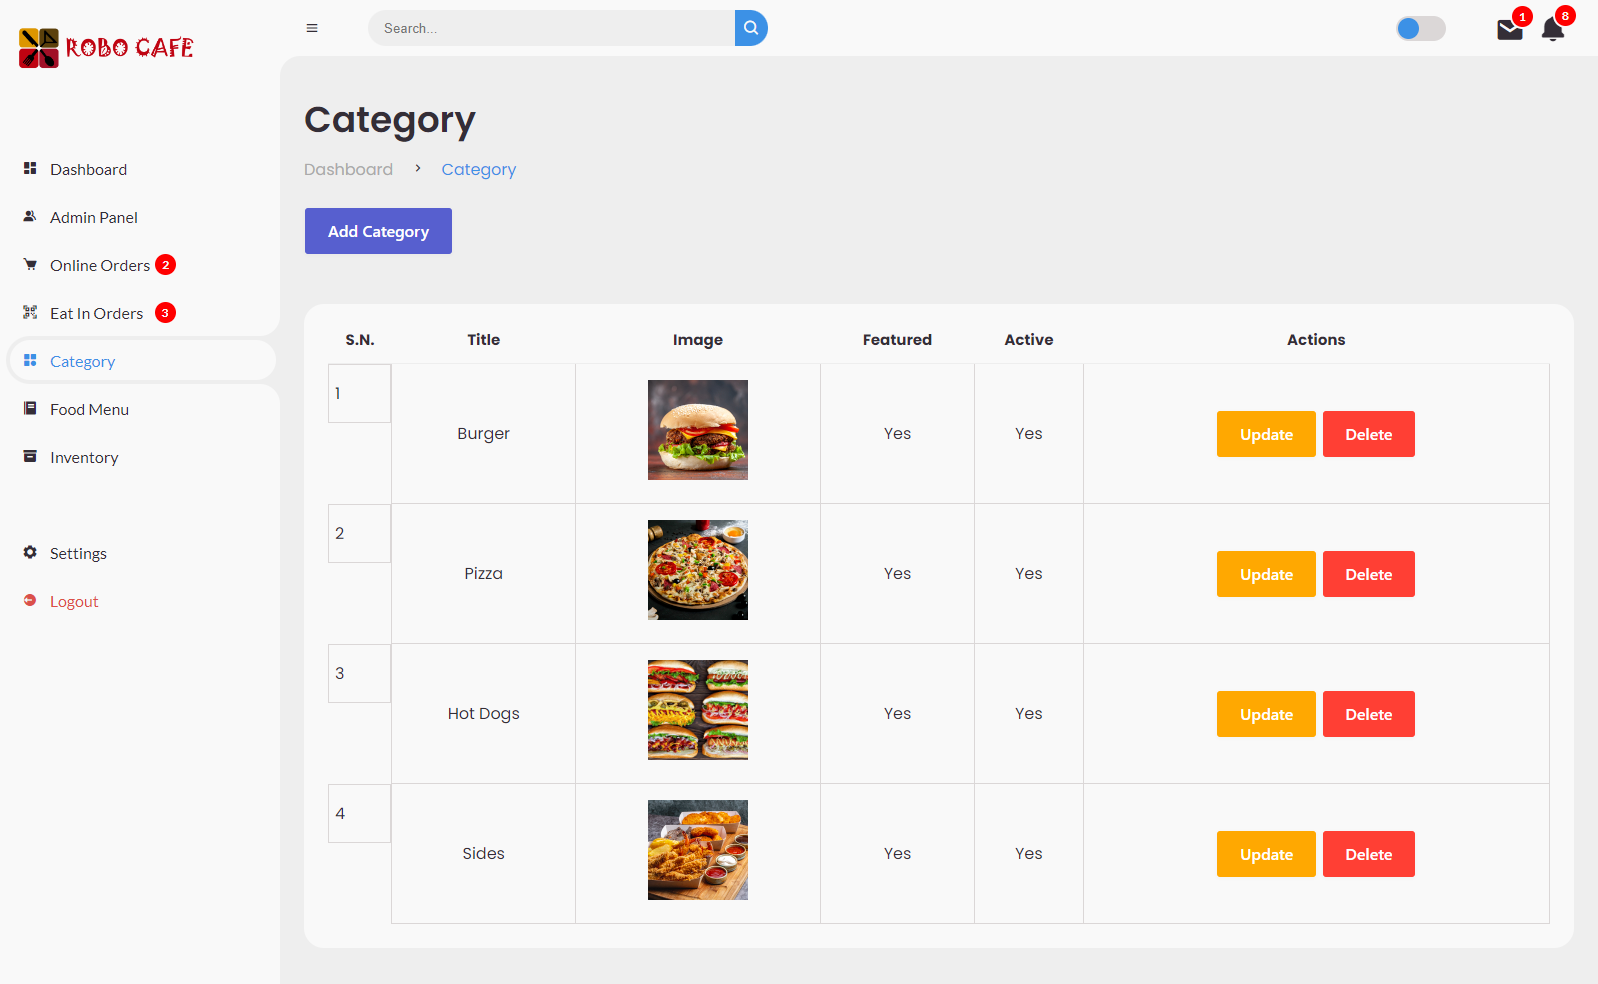 ROBO CAFE
Search...
1
8
Dashboard
Admin Panel
Online Orders 2
Eat In Orders 3
Category
Food Menu
Inventory
Settings
Logout
Category
Dashboard > Category
Add Category
S.N. Title Image Featured Active Actions
1 Burger Yes Yes Update Delete
2 Pizza Yes Yes Update Delete
3 Hot Dogs Yes Yes Update Delete
4 Sides Yes Yes Update Delete